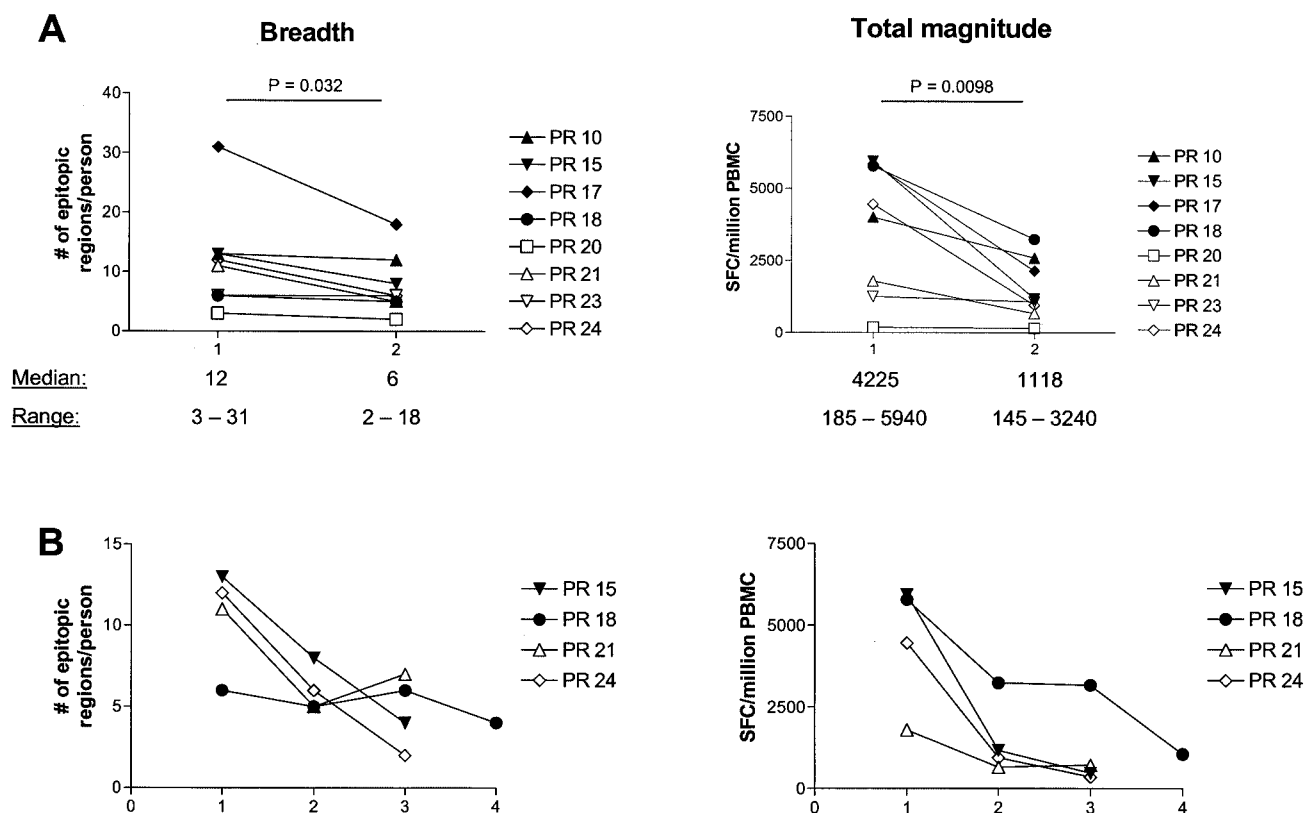 A
Breadth
Total magnitude
P = 0.032
# of epitopic
regions/person
40
30
20
10
0
1
2
PR 10
PR 15
PR 17
PR 18
PR 20
PR 21
PR 23
PR 24
P = 0.0098
SFC/million PBMC
7500
5000
2500
0
1
2
PR 10
PR 15
PR 17
PR 18
PR 20
PR 21
PR 23
PR 24
Median:
12
6
4225
1118
Range:
3 – 31
2 – 18
185 – 5940
145 – 3240
B
# of epitopic
regions/person
15
10
5
0
0
1
2
3
4
PR 15
PR 18
PR 21
PR 24
SFC/million PBMC
7500
5000
2500
0
0
1
2
3
4
PR 15
PR 18
PR 21
PR 24